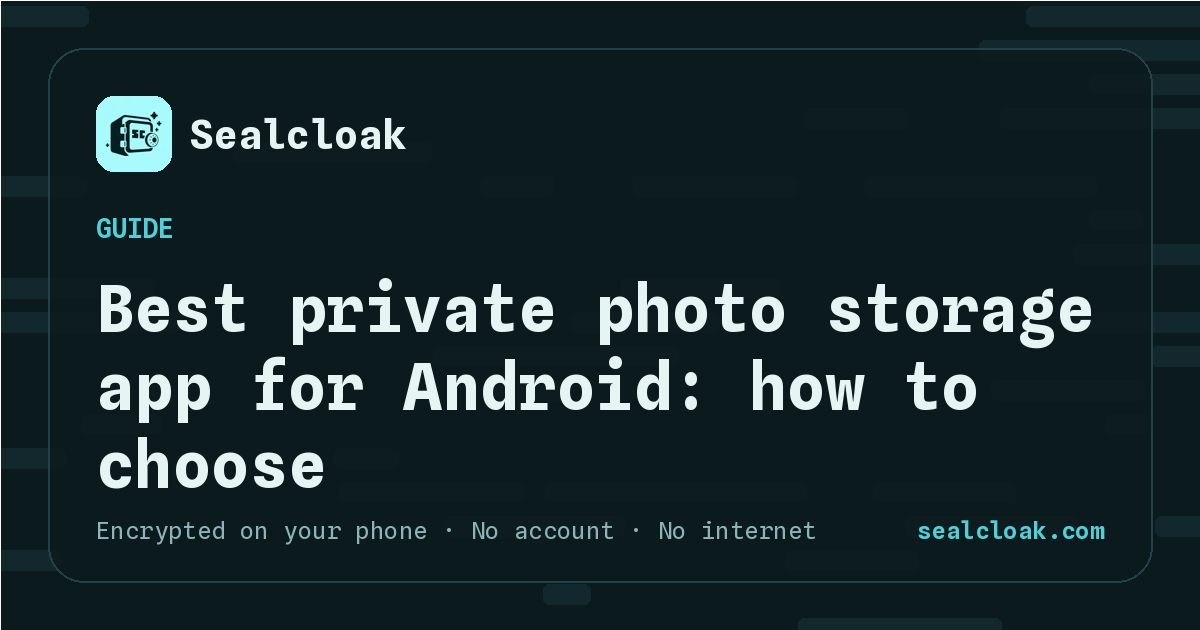 SC
Sealcloak
GUIDE
Best private photo storage
app for Android: how to
choose
Encrypted on your phone · No account · No internet
sealcloak.com